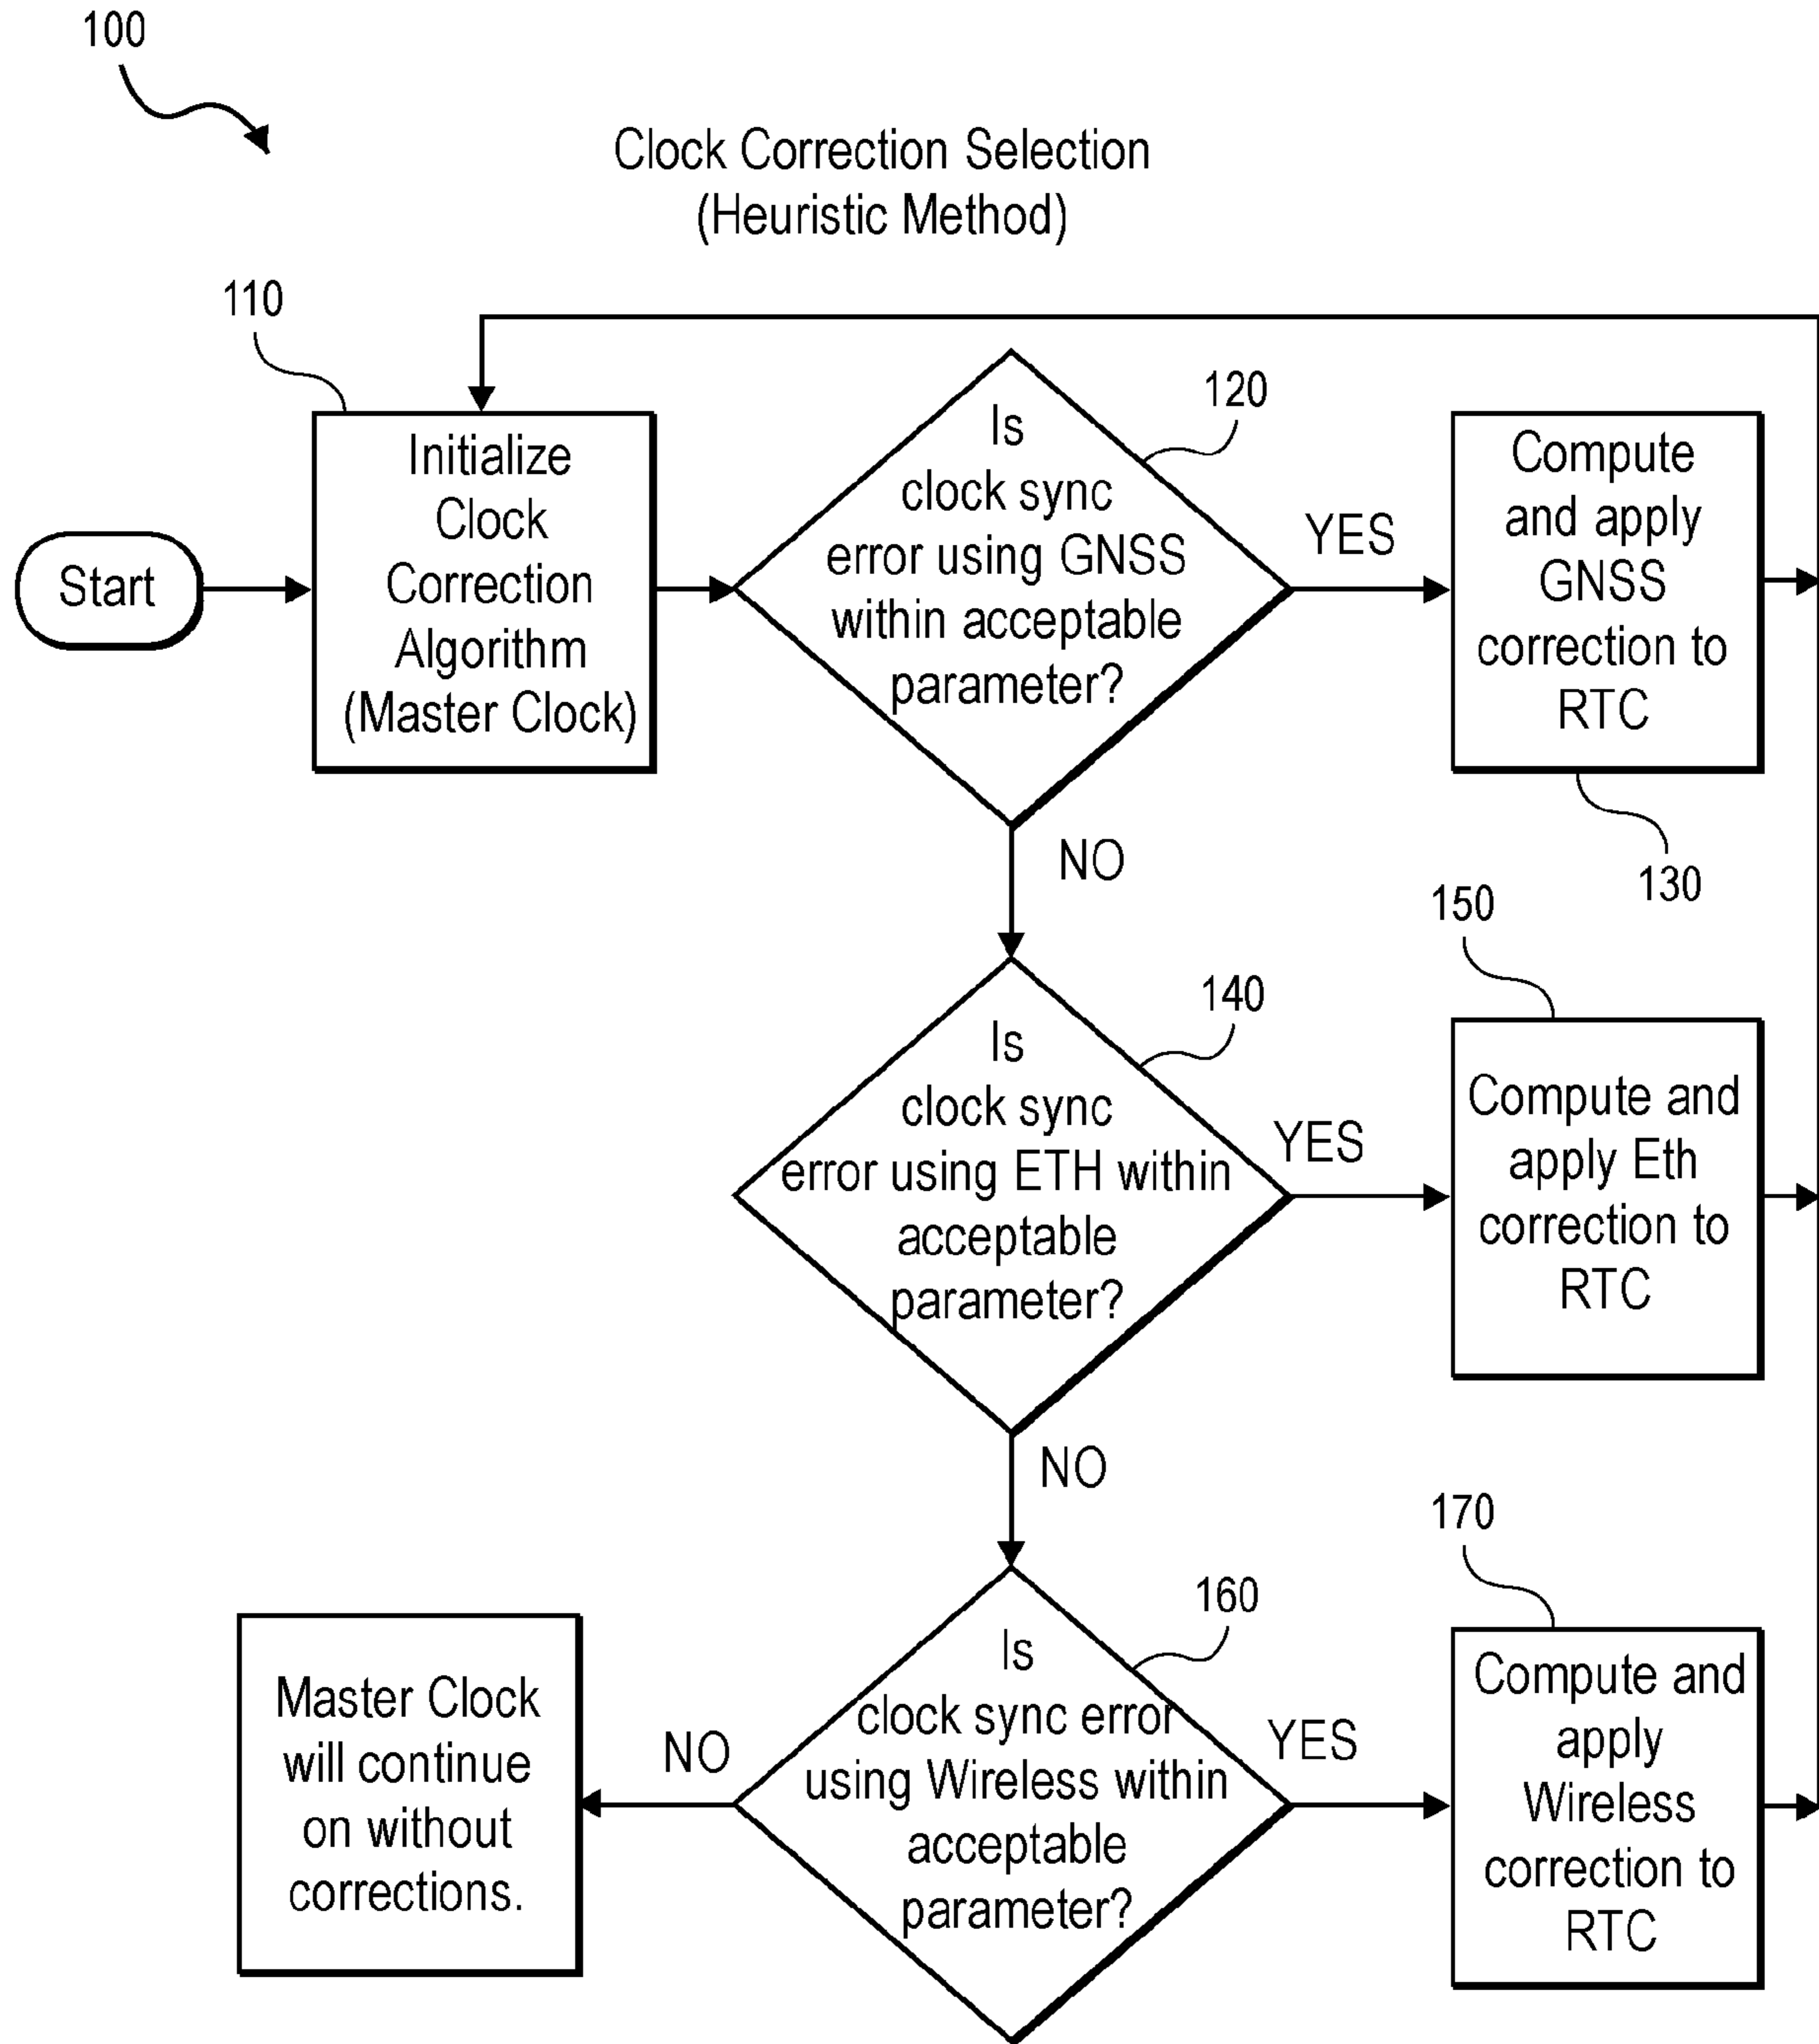 100
Clock Correction Selection
(Heuristic Method)
110
Start
Initialize
Clock
Correction
Algorithm
(Master Clock)
120
Is
clock sync
error using GNSS
within acceptable
parameter?
YES
NO
Compute
and apply
GNSS
correction to
RTC
130
140
Is
clock sync
error using ETH within
acceptable
parameter?
YES
NO
150
Compute and
apply Eth
correction to
RTC
160
Is
clock sync error
using Wireless within
acceptable
parameter?
YES
NO
170
Compute and
apply
Wireless
correction to
RTC
Master Clock
will continue
on without
corrections.